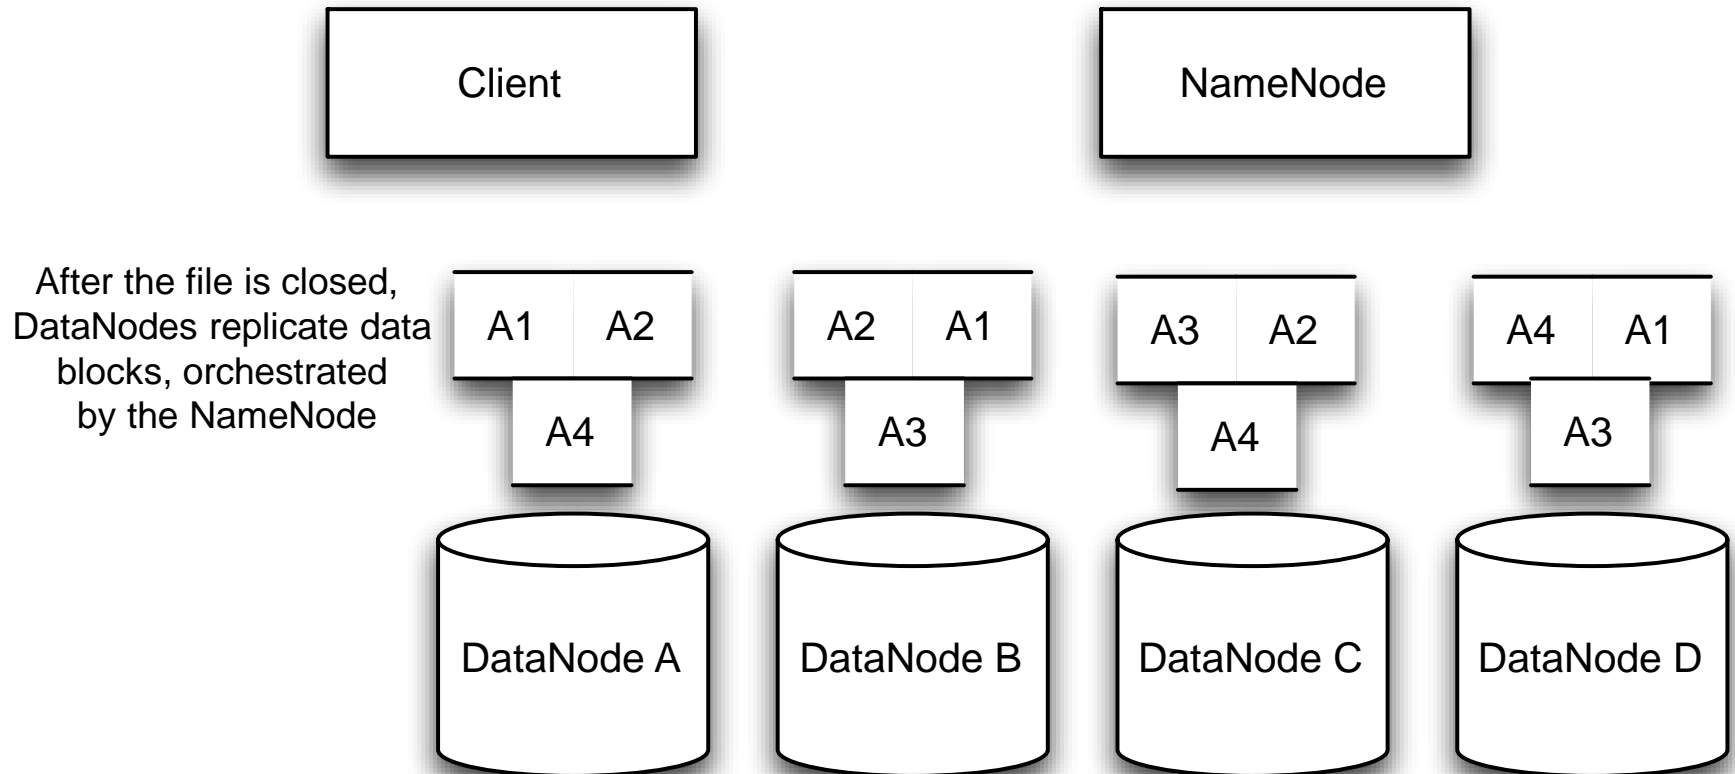 Client
NameNode
After the file is closed,
DataNodes replicate data
blocks, orchestrated
by the NameNode
A1 A2
A4
A2 A1
A3
A3 A2
A4
A4 A1
A3
DataNode A
DataNode B
DataNode C
DataNode D